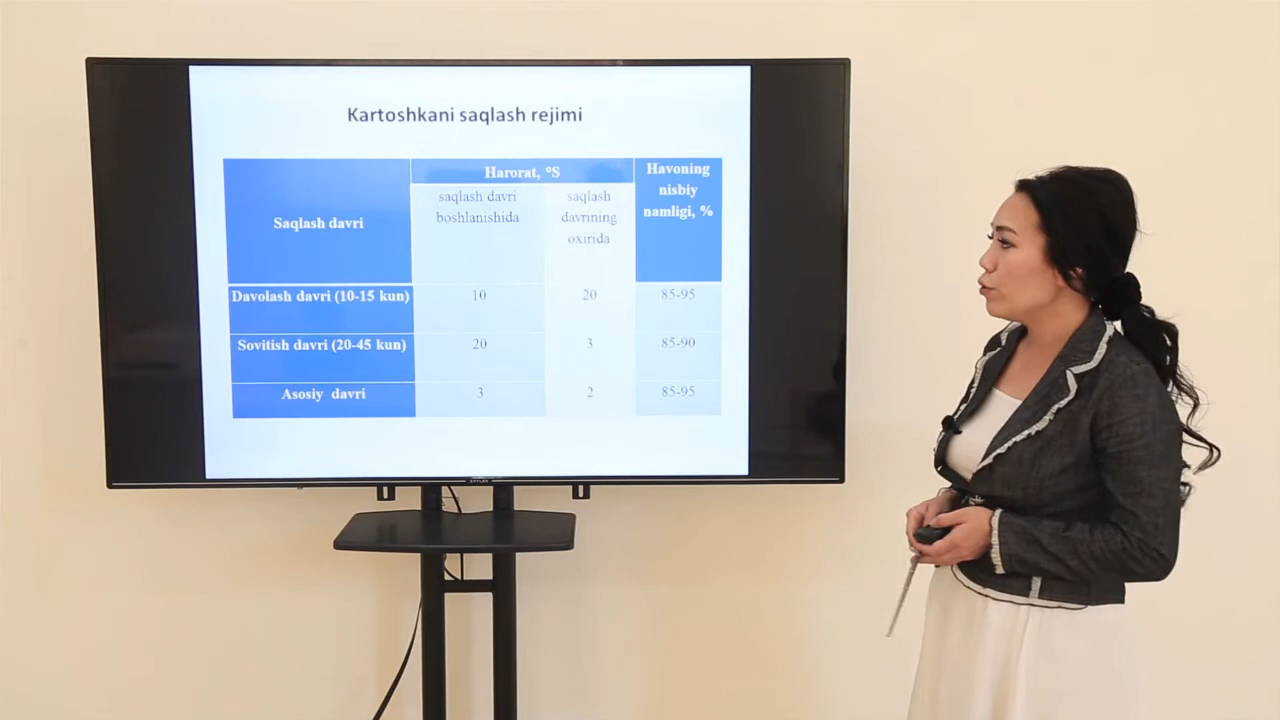 Kartoshkani saqlash rejimi
Saqlash davri
Harorat, °S
saqlash davri
boshlanishida
saqlash
davrining
oxirida
Havoning
nisbiy
namligi, %
Davolash davri (10-15 kun) 10 20 85-95
Sovitish davri (20-45 kun) 20 3 85-90
Asosiy davri 3 2 85-95